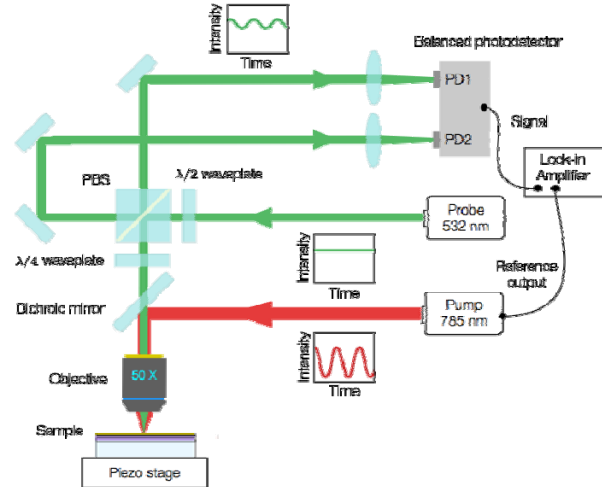 Intensity
Time
Balanced photodetector
PD1
Signal
PD2
Lock-in
Amplifier
PBS
λ/2 waveplate
Probe
532 nm
λ/4 waveplate
Intensity
Time
Reference
output
Dichroic mirror
Pump
785 nm
Intensity
Time
Objective
50 X
Sample
Piezo stage